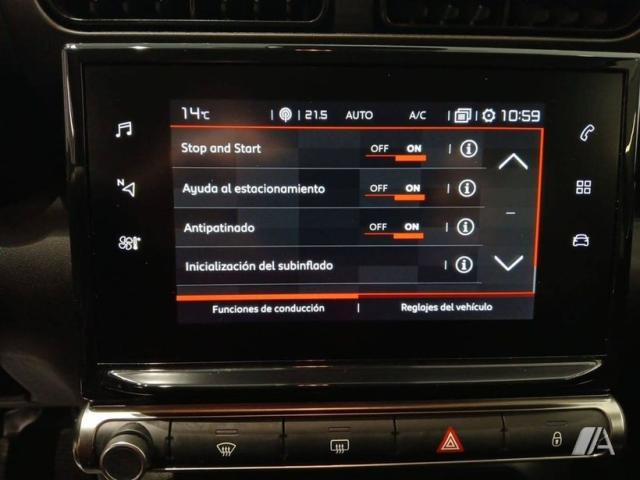 14°C 21.5 AUTO A/C 10:59
Stop and Start OFF ON
Ayuda al estacionamiento OFF ON
Antipatinado OFF ON
Inicialización del subinflado
Funciones de conducción Reglajes del vehículo
N